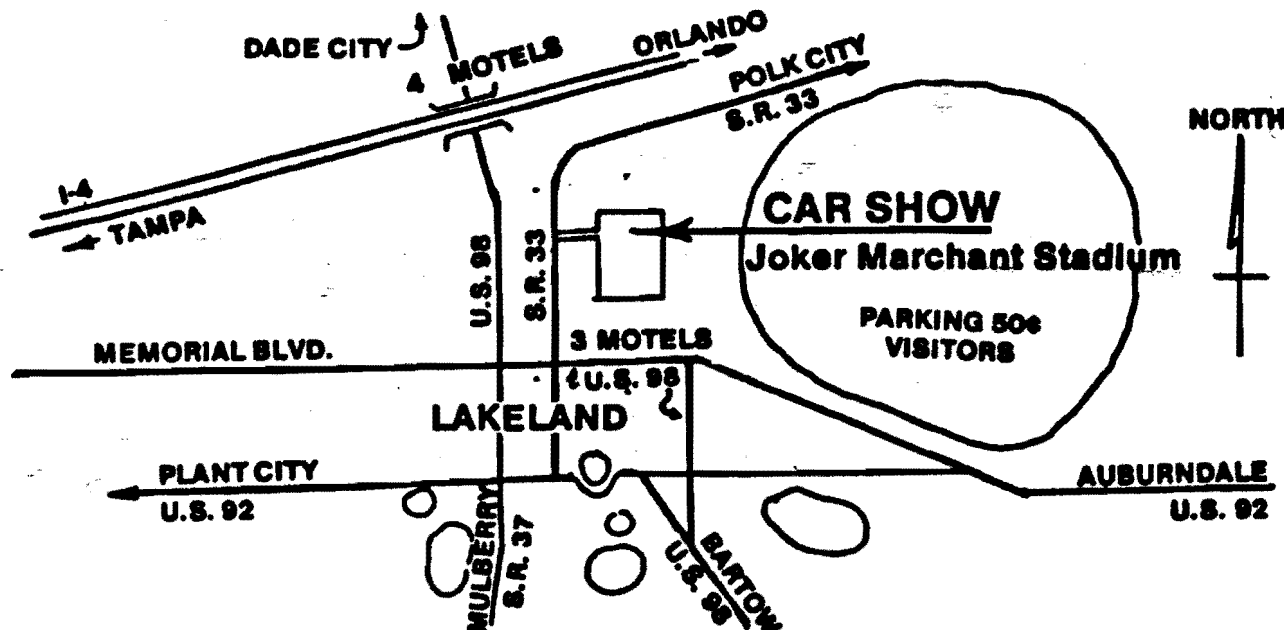 DADE CITY
4 MOTELS
ORLANDO
POLK CITY
S.R. 33
NORTH
I-4
TAMPA
CAR SHOW
Joker Marchant Stadium
U.S. 98
S.R. 33
PARKING 50¢
VISITORS
MEMORIAL BLVD.
3 MOTELS
U.S. 98
LAKELAND
PLANT CITY
U.S. 92
AUBURNDALE
U.S. 92
MULBERRY
S.R. 37
BARTOW
U.S. 98